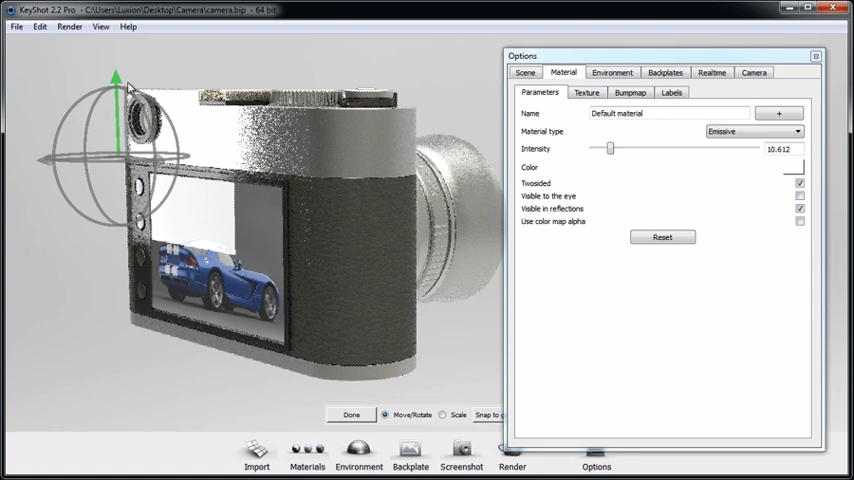 KeyShot 2.2 Pro - C:\Users\Luxion\Desktop\Camera\camera.bip - 64 bit
File Edit Render View Help
Options
Scene Material Environment Backplates Realtime Camera
Parameters Texture Bumpmap Labels
Name Default material +
Material type Emissive
Intensity 10.612
Color
Twosided
Visible to the eye
Visible in reflections
Use color map alpha
Reset
Done Move/Rotate Scale Snap to g
Import Materials Environment Backplate Screenshot Render Options